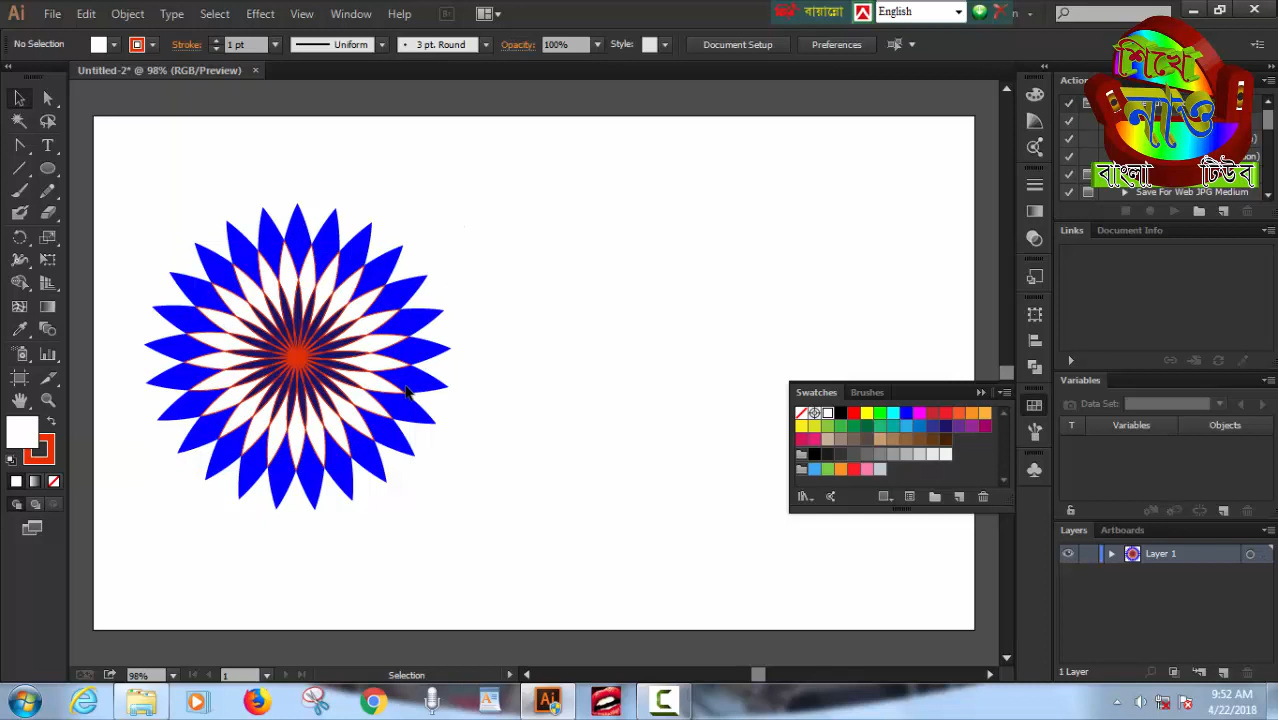 Ai File Edit Object Type Select Effect View Window Help Br বায়ান্নো English
No Selection Stroke: 1 pt Uniform 3 pt. Round Opacity: 100% Style: Document Setup Preferences
Untitled-2* @ 98% (RGB/Preview) ×
শিখে
নাও
বাংলা টিউব
Save For Web JPG Medium
Links Document Info
Variables
Data Set:
T Variables Objects
Swatches Brushes
Layers Artboards
Layer 1
1 Layer
98% 1 Selection
9:52 AM
4/22/2018